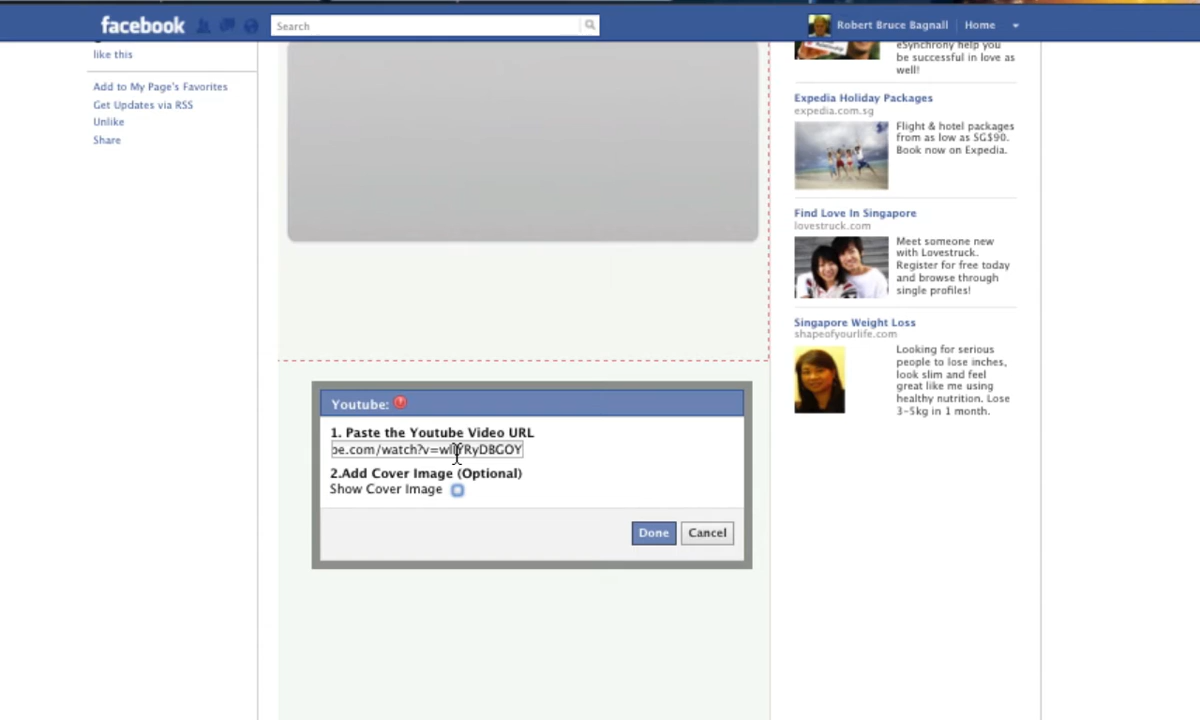 facebook
Search
Robert Bruce Bagnall
Home
like this
Add to My Page's Favorites
Get Updates via RSS
Unlike
Share
eSynchrony help you
be successful in love as
well!
Expedia Holiday Packages
expedia.com.sg
Flight & hotel packages
from as low as SG$90.
Book now on Expedia.
Find Love In Singapore
lovestruck.com
Meet someone new
with Lovestruck.
Register for free today
and browse through
single profiles!
Singapore Weight Loss
shapeofyourlife.com
Looking for serious
people to lose inches,
look slim and feel
great like me using
healthy nutrition. Lose
3-5kg in 1 month.
Youtube:
1. Paste the Youtube Video URL
2.Add Cover Image (Optional)
Show Cover Image
Done
Cancel